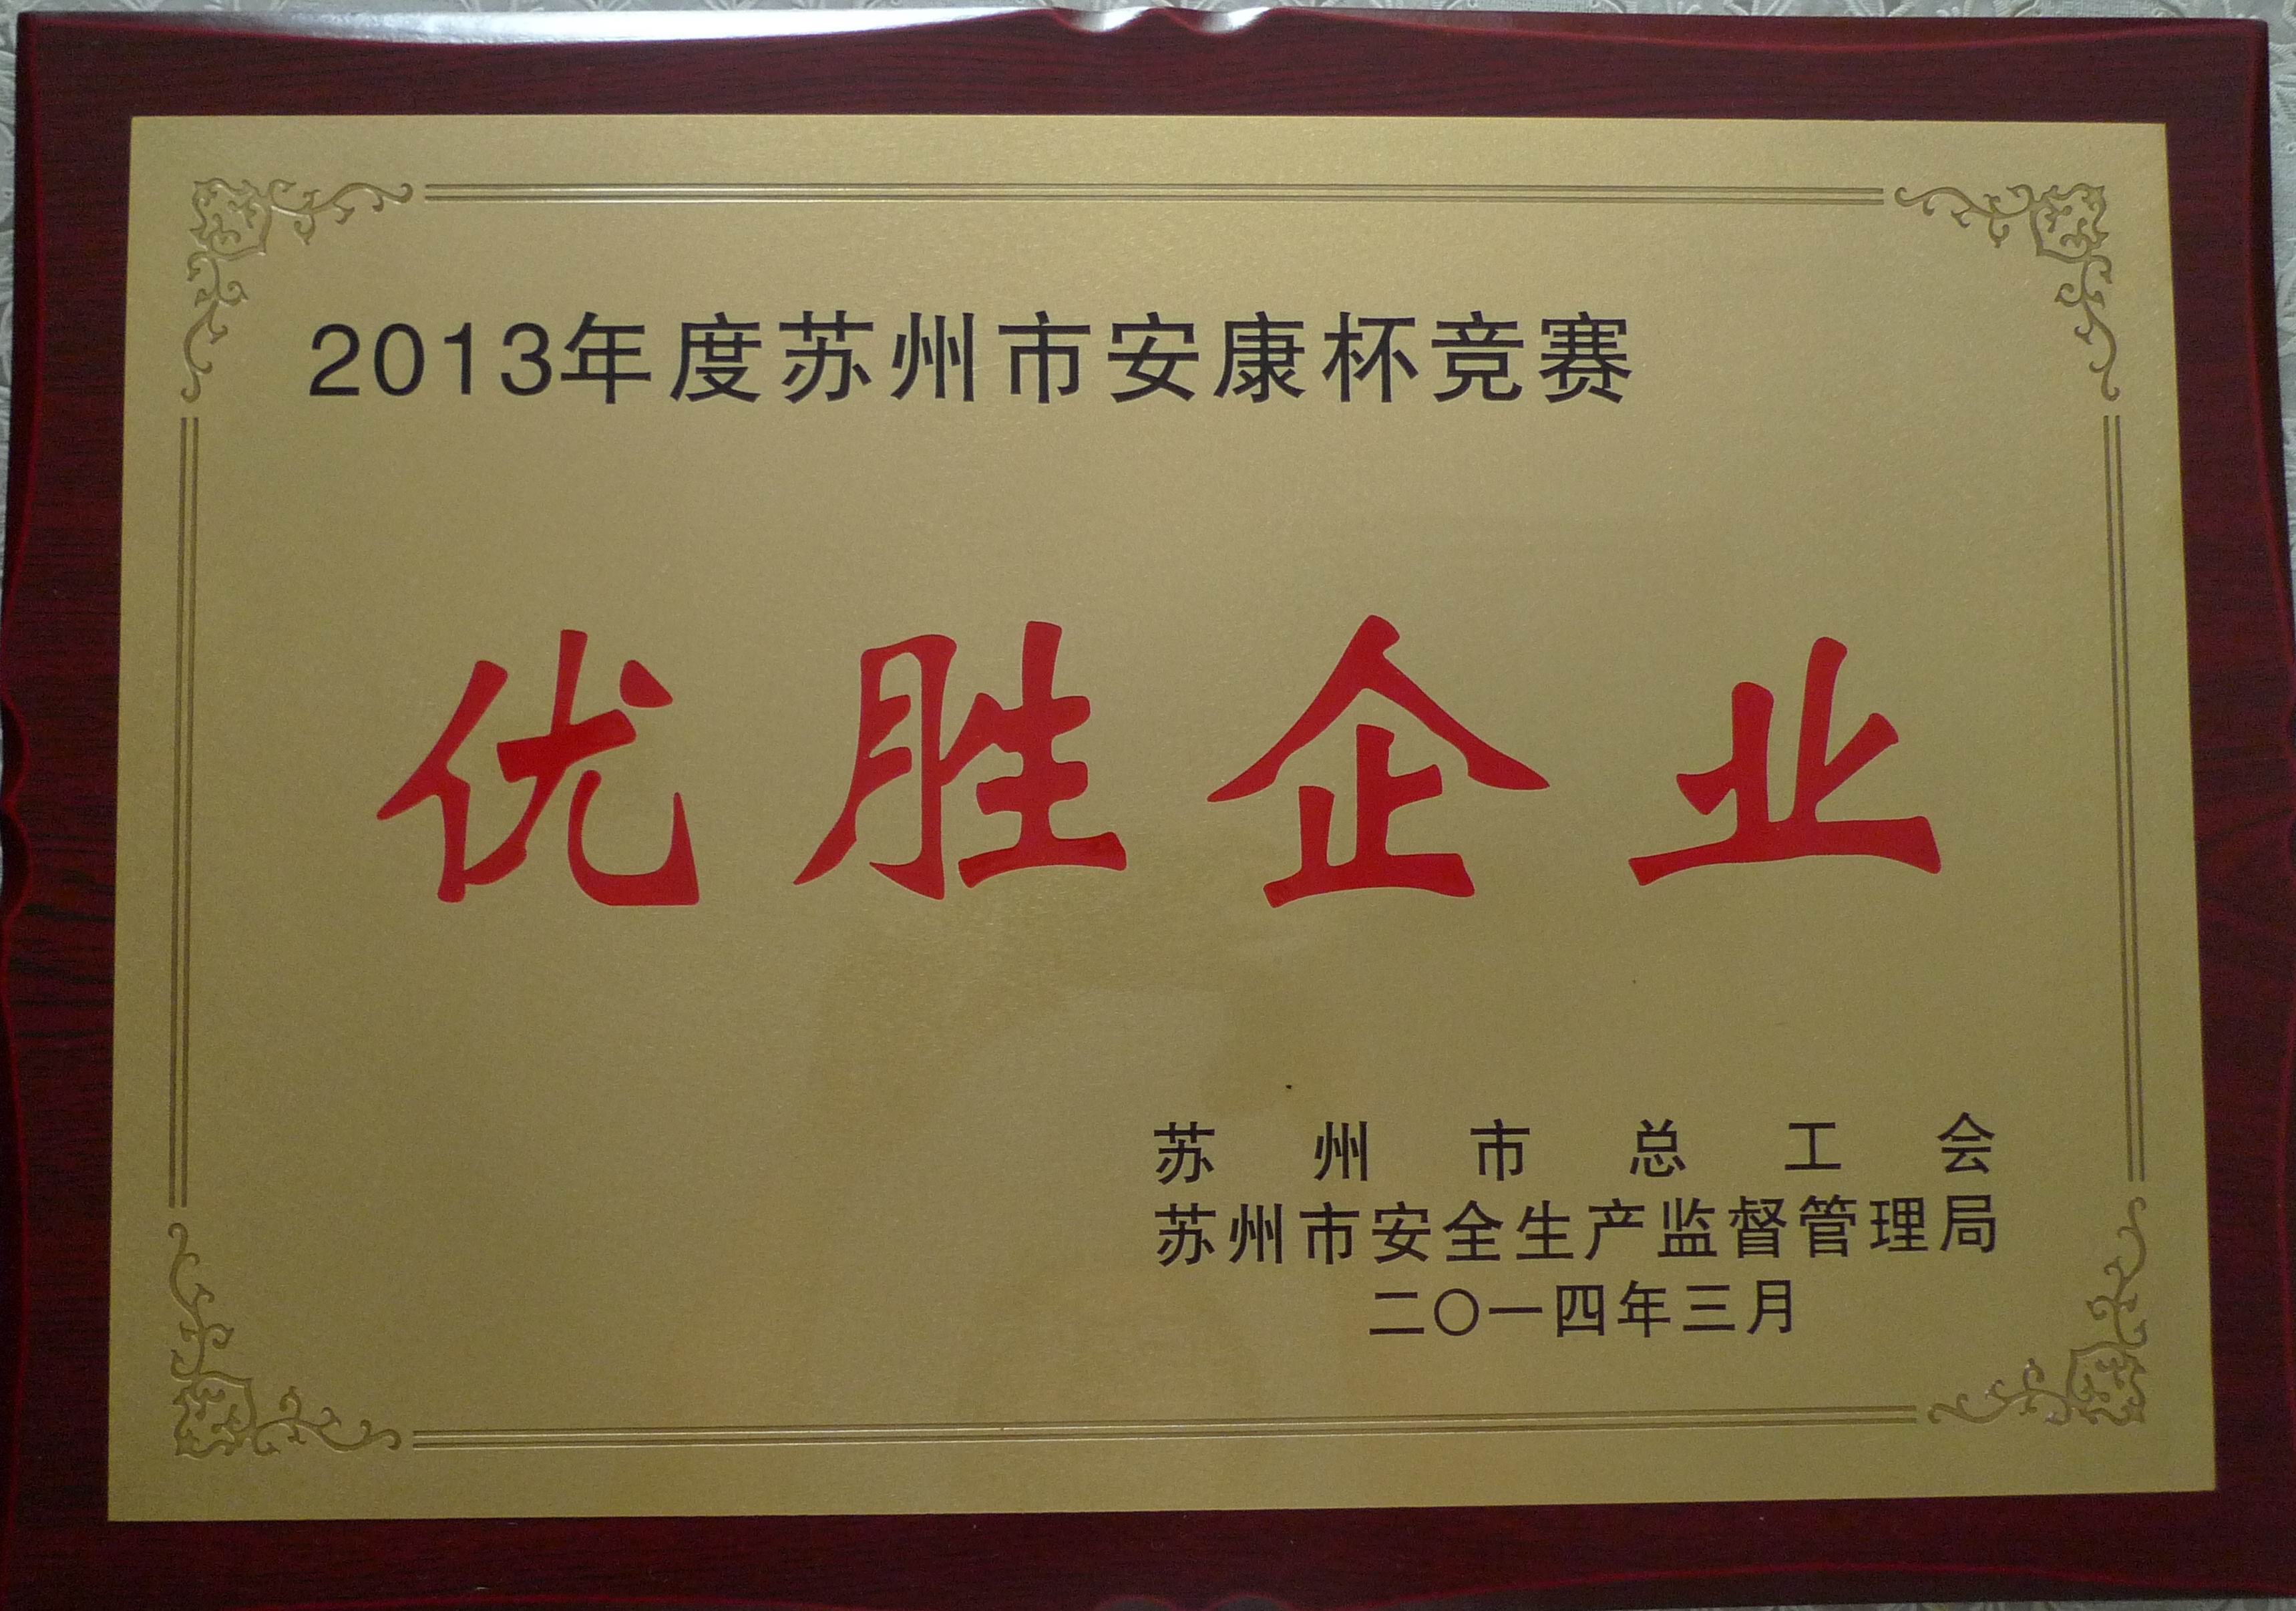 2013年度苏州市安康杯竞赛
优胜企业
苏州市总工会
苏州市安全生产监督管理局
二〇一四年三月